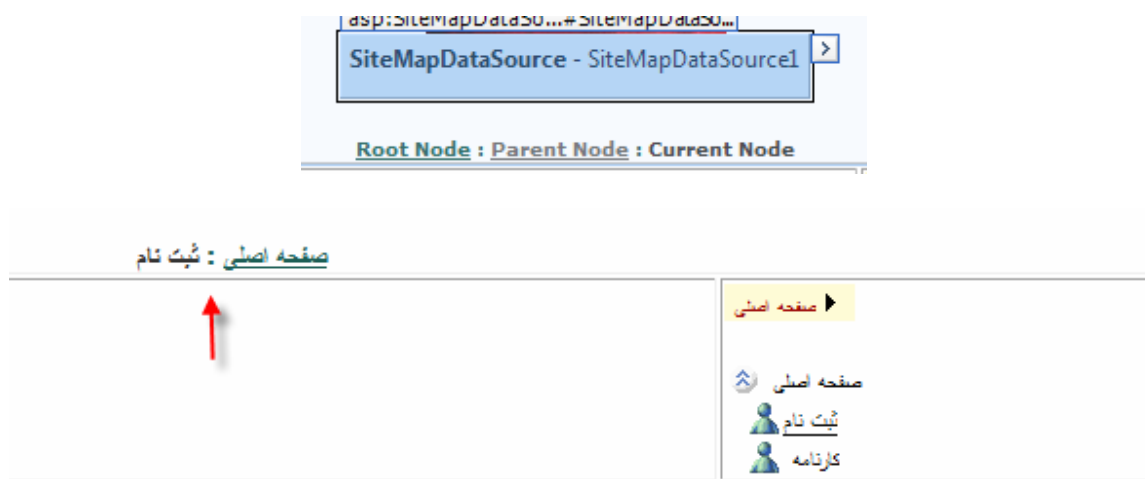 asp:SiteMapDataSo...#SiteMapDataSo...
SiteMapDataSource - SiteMapDataSource1
Root Node : Parent Node : Current Node
صفحه اصلی : ثبت نام
صفحه اصلی
صفحه اصلی
ثبت نام
کارنامه